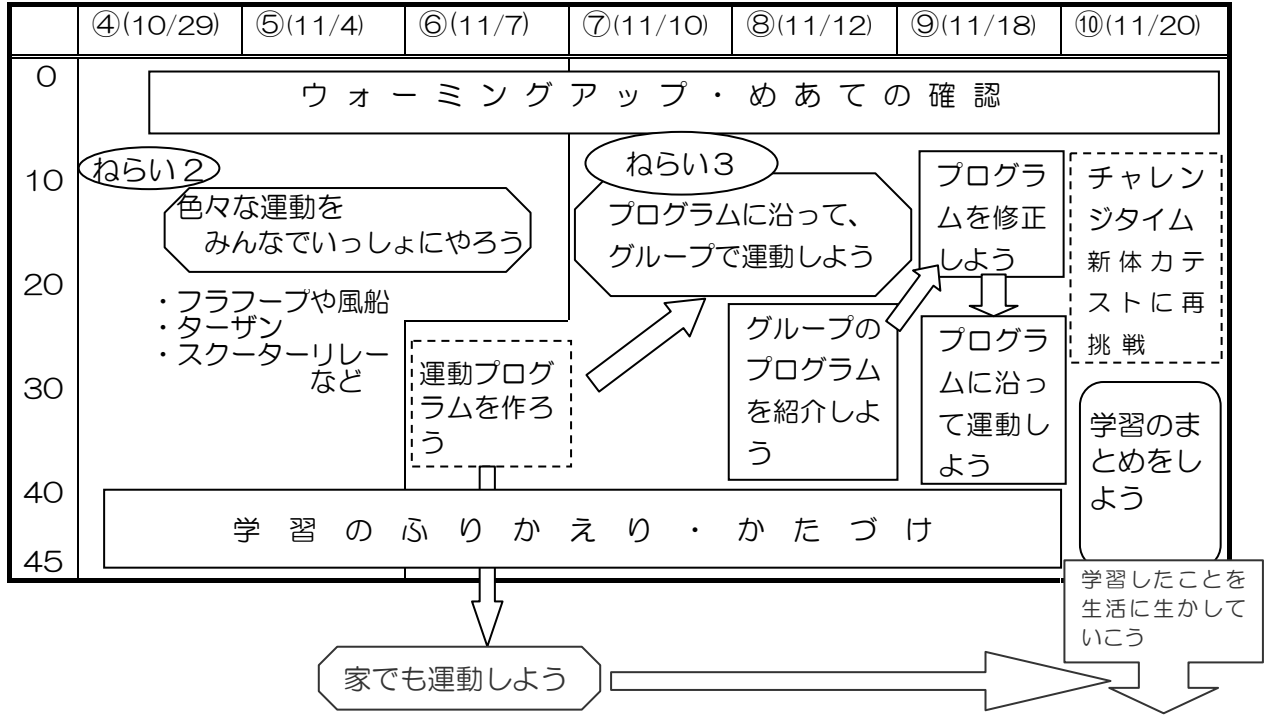 ④(10/29) ⑤(11/4) ⑥(11/7) ⑦(11/10) ⑧(11/12) ⑨(11/18) ⑩(11/20)
0
ウォーミングアップ・めあての確認
10
ねらい2
色々な運動を
みんなでいっしょにやろう
・フラフープや風船
・ターザン
・スクーターリレー
など
運動プログ
ラムを作ろ
う
ねらい3
プログラムに沿って、
グループで運動しよう
グループの
プログラム
を紹介しよ
う
プログラ
ムを修正
しよう
プログラ
ムに沿っ
て運動し
よう
チャレン
ジタイム
新体力テ
ストに再
挑戦
学習のま
とめをし
よう
20
30
40
45
学習のふりかえり・かたづけ
学習したことを
生活に生かして
いこう
家でも運動しよう